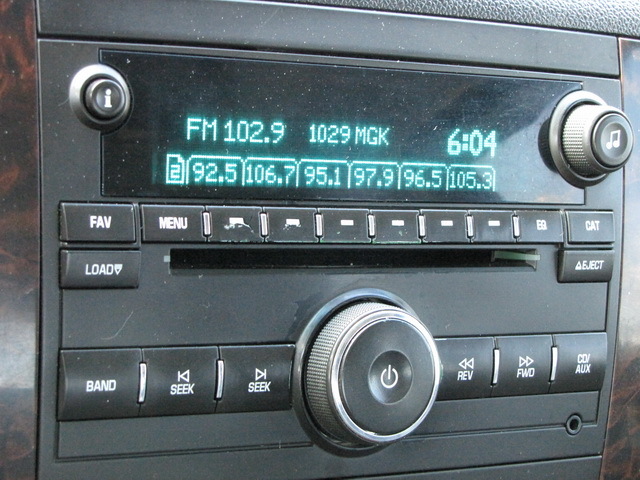 i
FM 102.9 1029 MGK 6:04
2 92.5 106.7 95.1 97.9 96.5 105.3
FAV MENU EQ CAT
LOAD EJECT
BAND SEEK SEEK REV FWD CD/
AUX